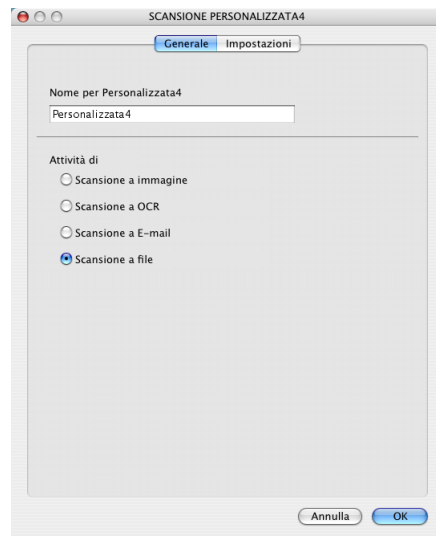 SCANSIONE PERSONALIZZATA4
Generale Impostazioni
Nome per Personalizzata4
Personalizzata4
Attività di
Scansione a immagine
Scansione a OCR
Scansione a E-mail
Scansione a file
Annulla OK